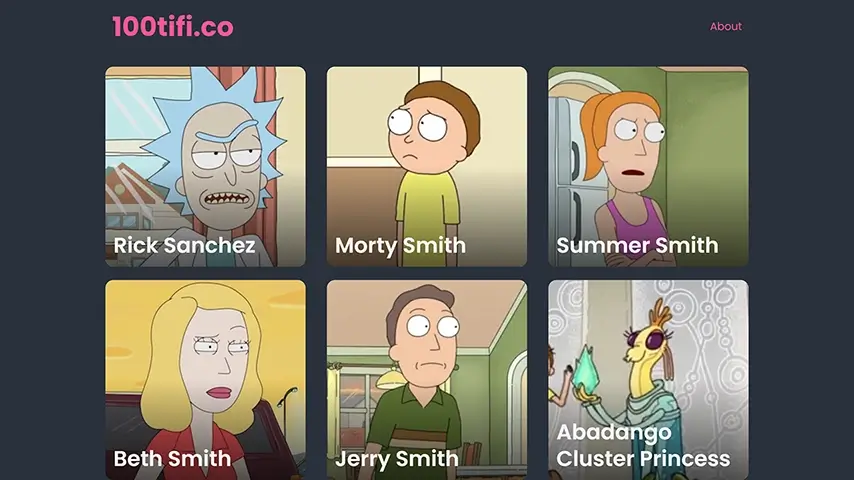 100tifi.co
About
Rick Sanchez
Morty Smith
Summer Smith
Beth Smith
Jerry Smith
Abadango
Cluster Princess